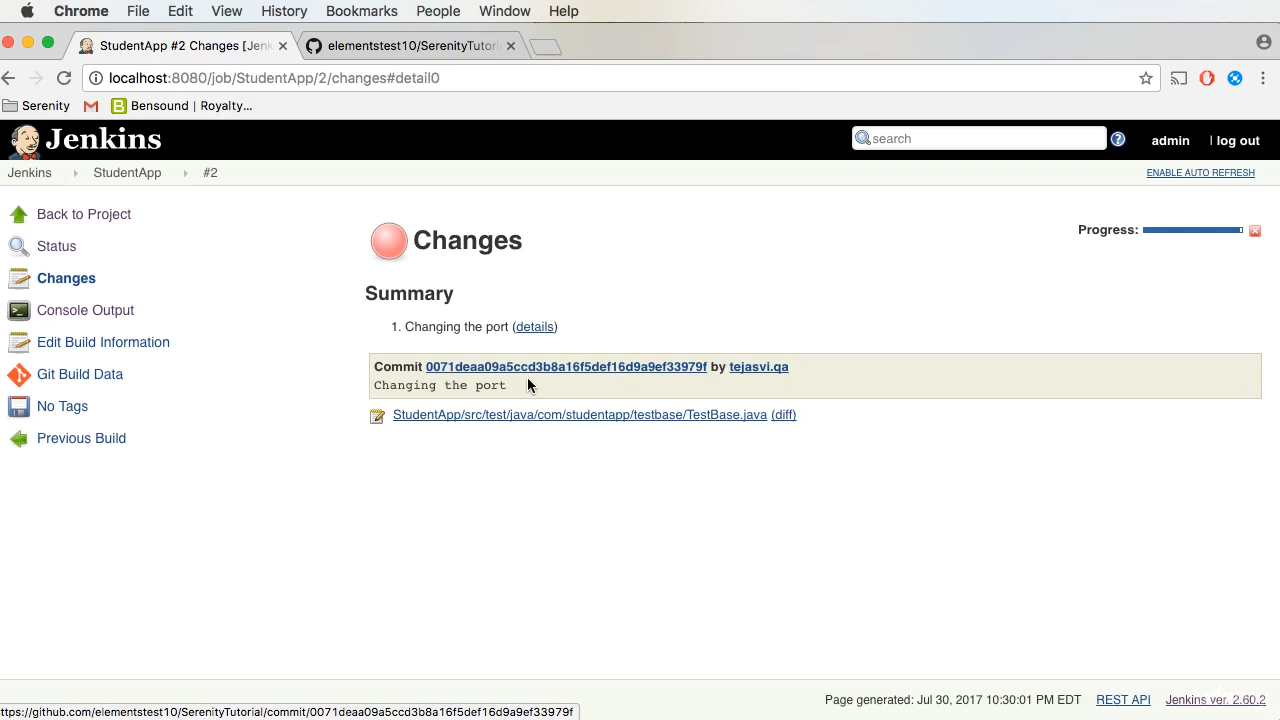 Chrome File Edit View History Bookmarks People Window Help
StudentApp #2 Changes [Jenk
elementstest10/SerenityTutori
localhost:8080/job/StudentApp/2/changes#detail0
Serenity
Bensound | Royalty...
Jenkins
search
admin
| log out
Jenkins StudentApp #2
ENABLE AUTO REFRESH
Back to Project
Status
Changes
Console Output
Edit Build Information
Git Build Data
No Tags
Previous Build
Changes
Progress:
Summary
1. Changing the port (details)
Commit 0071deaa09a5ccd3b8a16f5def16d9a9ef33979f by tejasvi.qa
Changing the port
StudentApp/src/test/java/com/studentapp/testbase/TestBase.java (diff)
Page generated: Jul 30, 2017 10:30:01 PM EDT REST API Jenkins ver. 2.60.2
ttps://github.com/elementstest10/SerenityTutorial/commit/0071deaa09a5ccd3b8a16f5def16d9a9ef33979f